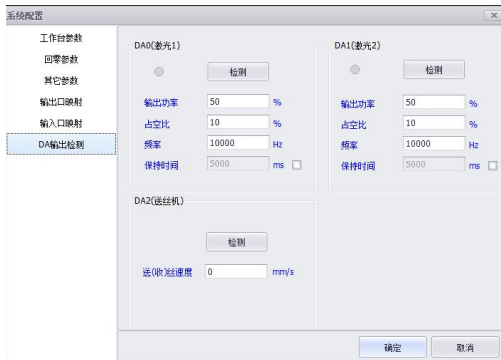 系统配置
工作台参数
回零参数
其它参数
输出口映射
输入口映射
DA输出检测
DA0(激光1)
检测
输出功率 50 %
占空比 10 %
频率 10000 Hz
保持时间 5000 ms
DA1(激光2)
检测
输出功率 50 %
占空比 10 %
频率 10000 Hz
保持时间 5000 ms
DA2(送丝机)
检测
送(收)丝速度 0 mm/s
确定 取消